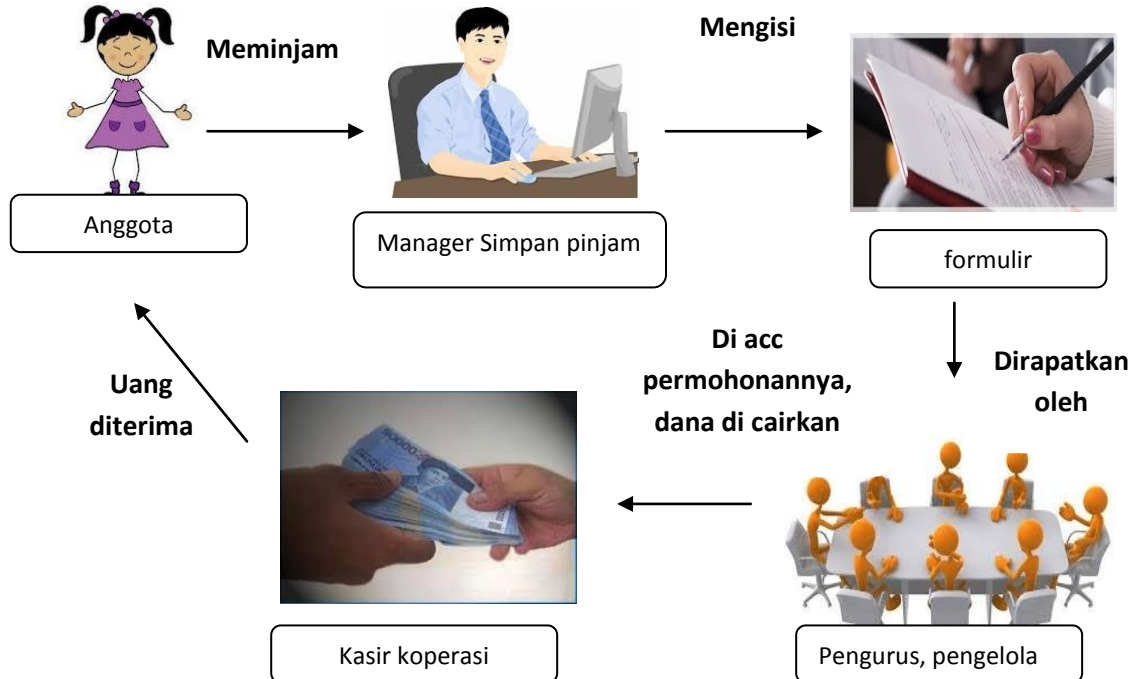 Meminjam
Mengisi
Anggota
Manager Simpan pinjam
formulir
Di acc
permohonannya,
dana di cairkan
Dirapatkan
oleh
Uang
diterima
Kasir koperasi
Pengurus, pengelola